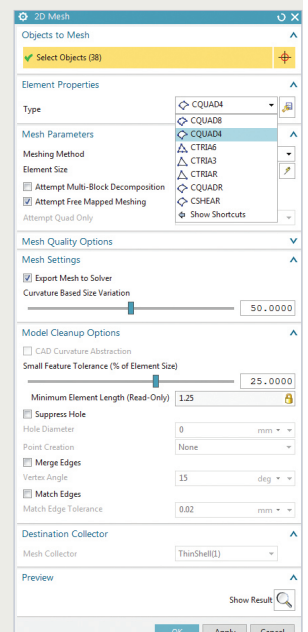 2D Mesh
Objects to Mesh
Select Objects (38)
Element Properties
Type CQUAD4
CQUAD8
CQUAD4
CTRIA6
CTRIA3
CTRIAR
CQUADR
CSHEAR
Show Shortcuts
Mesh Parameters
Meshing Method
Element Size
Attempt Multi-Block Decomposition
Attempt Free Mapped Meshing
Attempt Quad Only
Mesh Quality Options
Mesh Settings
Export Mesh to Solver
Curvature Based Size Variation
50.0000
Model Cleanup Options
CAD Curvature Abstraction
Small Feature Tolerance (% of Element Size)
25.0000
Minimum Element Length (Read-Only) 1.25
Suppress Hole
Hole Diameter 0 mm
Point Creation None
Merge Edges
Vertex Angle 15 deg
Match Edges
Match Edge Tolerance 0.02 mm
Destination Collector
Mesh Collector ThinShell(1)
Preview
Show Result
OK Apply Cancel